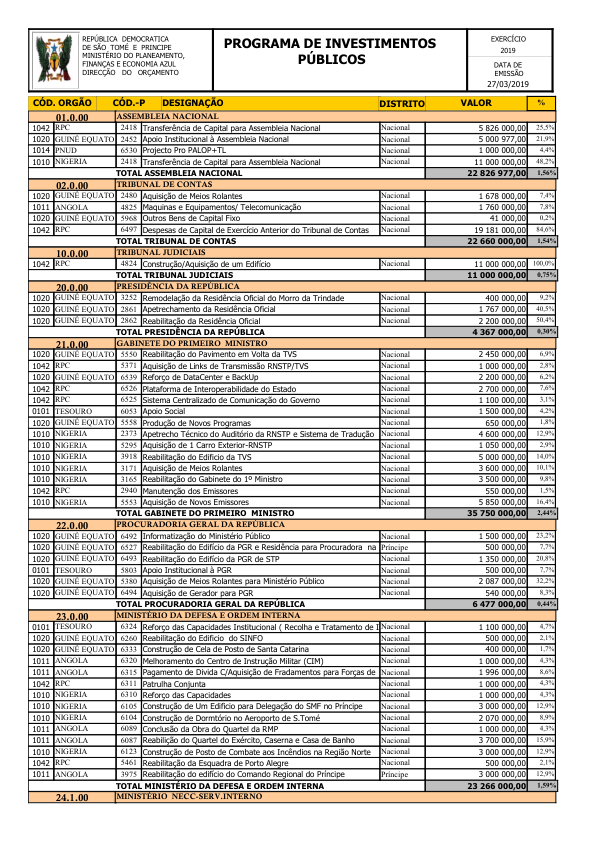 REPÚBLICA DEMOCRATICA
DE SÃO TOMÉ E PRINCIPE
MINISTÉRIO DO PLANEAMENTO,
FINANÇAS E ECONOMIA AZUL
DIRECÇÃO DO ORÇAMENTO
PROGRAMA DE INVESTIMENTOS
PÚBLICOS
EXERCÍCIO
2019
DATA DE
EMISSÃO
27/03/2019
CÓD. ORGÃO CÓD.-P DESIGNAÇÃO DISTRITO VALOR %
01.0.00 ASSEMBLEIA NACIONAL
1042 RPC 2418 Transferência de Capital para Assembleia Nacional Nacional 5 826 000,00 25,5%
1020 GUINÉ EQUATO 2452 Apoio Institucional à Assembleia Nacional Nacional 5 000 977,00 21,9%
1014 PNUD 6530 Projecto Pro PALOP+TL Nacional 1 000 000,00 4,4%
1010 NIGERIA 2418 Transferência de Capital para Assembleia Nacional Nacional 11 000 000,00 48,2%
TOTAL ASSEMBLEIA NACIONAL 22 826 977,00 1,56%
02.0.00 TRIBUNAL DE CONTAS
1020 GUINÉ EQUATO 2480 Aquisição de Meios Rolantes Nacional 1 678 000,00 7,4%
1011 ANGOLA 4825 Maquinas e Equipamentos/ Telecomunicação Nacional 1 760 000,00 7,8%
1020 GUINÉ EQUATO 5968 Outros Bens de Capital Fixo Nacional 41 000,00 0,2%
1042 RPC 6497 Despesas de Capital de Exercício Anterior do Tribunal de Contas Nacional 19 181 000,00 84,6%
TOTAL TRIBUNAL DE CONTAS 22 660 000,00 1,54%
10.0.00 TRIBUNAL JUDICIAIS
1042 RPC 4824 Construção/Aquisição de um Edifício Nacional 11 000 000,00 100,0%
TOTAL TRIBUNAL JUDICIAIS 11 000 000,00 0,75%
20.0.00 PRESIDÊNCIA DA REPÚBLICA
1020 GUINÉ EQUATO 3252 Remodelação da Residência Oficial do Morro da Trindade Nacional 400 000,00 9,2%
1020 GUINÉ EQUATO 2861 Apetrechamento da Residência Oficial Nacional 1 767 000,00 40,5%
1020 GUINÉ EQUATO 2862 Reabilitação da Residência Oficial Nacional 2 200 000,00 50,4%
TOTAL PRESIDÊNCIA DA REPÚBLICA 4 367 000,00 0,30%
21.0.00 GABINETE DO PRIMEIRO MINISTRO
1020 GUINÉ EQUATO 5550 Reabilitação do Pavimento em Volta da TVS Nacional 2 450 000,00 6,9%
1042 RPC 5371 Aquisição de Links de Transmissão RNSTP/TVS Nacional 1 000 000,00 2,8%
1020 GUINÉ EQUATO 6539 Reforço de DataCenter e BackUp Nacional 2 200 000,00 6,2%
1042 RPC 6526 Plataforma de Interoperabilidade do Estado Nacional 2 700 000,00 7,6%
1042 RPC 6525 Sistema Centralizado de Comunicação do Governo Nacional 1 100 000,00 3,1%
0101 TESOURO 6053 Apoio Social Nacional 1 500 000,00 4,2%
1020 GUINÉ EQUATO 5558 Produção de Novos Programas Nacional 650 000,00 1,8%
1010 NIGERIA 2373 Apetrecho Técnico do Auditório da RNSTP e Sistema de Tradução Nacional 4 600 000,00 12,9%
1010 NIGERIA 5295 Aquisição de 1 Carro Exterior-RNSTP Nacional 1 050 000,00 2,9%
1010 NIGERIA 3918 Reabilitação do Edificio da TVS Nacional 5 000 000,00 14,0%
1010 NIGERIA 3171 Aquisição de Meios Rolantes Nacional 3 600 000,00 10,1%
1010 NIGERIA 3165 Reabilitação do Gabinete do 1º Ministro Nacional 3 500 000,00 9,8%
1042 RPC 2940 Manutenção dos Emissores Nacional 550 000,00 1,5%
1010 NIGERIA 5553 Aquisição de Novos Emissores Nacional 5 850 000,00 16,4%
TOTAL GABINETE DO PRIMEIRO MINISTRO 35 750 000,00 2,44%
22.0.00 PROCURADORIA GERAL DA REPÚBLICA
1020 GUINÉ EQUATO 6492 Informatização do Ministério Público Nacional 1 500 000,00 23,2%
1020 GUINÉ EQUATO 6527 Reabilitação do Edifício da PGR e Residência para Procuradora na Príncipe 500 000,00 7,7%
1020 GUINÉ EQUATO 6493 Reabilitação do Edifício da PGR de STP Nacional 1 350 000,00 20,8%
0101 TESOURO 5803 Apoio Institucional à PGR Nacional 500 000,00 7,7%
1020 GUINÉ EQUATO 5380 Aquisição de Meios Rolantes para Ministério Público Nacional 2 087 000,00 32,2%
1020 GUINÉ EQUATO 6494 Aquisição de Gerador para PGR Nacional 540 000,00 8,3%
TOTAL PROCURADORIA GERAL DA REPÚBLICA 6 477 000,00 0,44%
23.0.00 MINISTÉRIO DA DEFESA E ORDEM INTERNA
0101 TESOURO 6324 Reforço das Capacidades Institucional ( Recolha e Tratamento de I Nacional 1 100 000,00 4,7%
1020 GUINÉ EQUATO 6260 Reabilitação do Edifício do SINFO Nacional 500 000,00 2,1%
1020 GUINÉ EQUATO 6333 Construção de Cela de Posto de Santa Catarina Nacional 400 000,00 1,7%
1011 ANGOLA 6320 Melhoramento do Centro de Instrução Militar (CIM) Nacional 1 000 000,00 4,3%
1011 ANGOLA 6315 Pagamento de Divida C/Aquisição de Fradamentos para Forças de Nacional 1 996 000,00 8,6%
1042 RPC 6311 Patrulha Conjunta Nacional 1 000 000,00 4,3%
1010 NIGERIA 6310 Reforço das Capacidades Nacional 1 000 000,00 4,3%
1010 NIGERIA 6105 Construção de Um Edificio para Delegação do SMF no Príncipe Nacional 3 000 000,00 12,9%
1010 NIGERIA 6104 Construção de Dormtório no Aeroporto de S.Tomé Nacional 2 070 000,00 8,9%
1011 ANGOLA 6089 Conclusão da Obra do Quartel da RMP Nacional 1 000 000,00 4,3%
1011 ANGOLA 6087 Reabilição do Quartel do Exército, Caserna e Casa de Banho Nacional 3 700 000,00 15,9%
1010 NIGERIA 6123 Construção de Posto de Combate aos Incêndios na Região Norte Nacional 3 000 000,00 12,9%
1042 RPC 5461 Reabilitação da Esquadra de Porto Alegre Nacional 500 000,00 2,1%
1011 ANGOLA 3975 Reabilitação do edifício do Comando Regional do Príncipe Príncipe 3 000 000,00 12,9%
TOTAL MINISTÉRIO DA DEFESA E ORDEM INTERNA 23 266 000,00 1,59%
24.1.00 MINISTÉRIO NECC-SERV.INTERNO